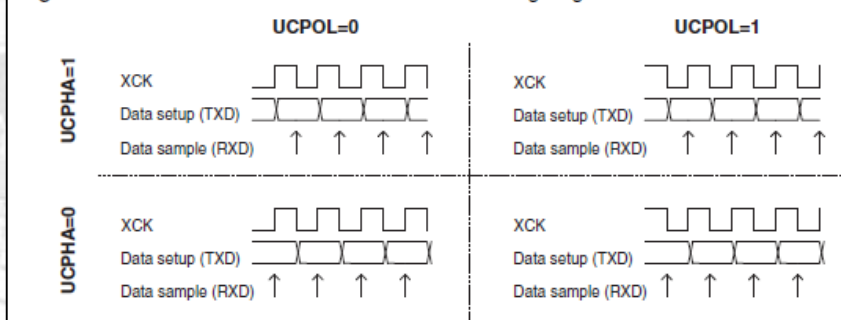 UCPOL=0 UCPOL=1
UCPHA=1
XCK XCK
Data setup (TXD) Data setup (TXD)
Data sample (RXD) Data sample (RXD)
UCPHA=0
XCK XCK
Data setup (TXD) Data setup (TXD)
Data sample (RXD) Data sample (RXD)